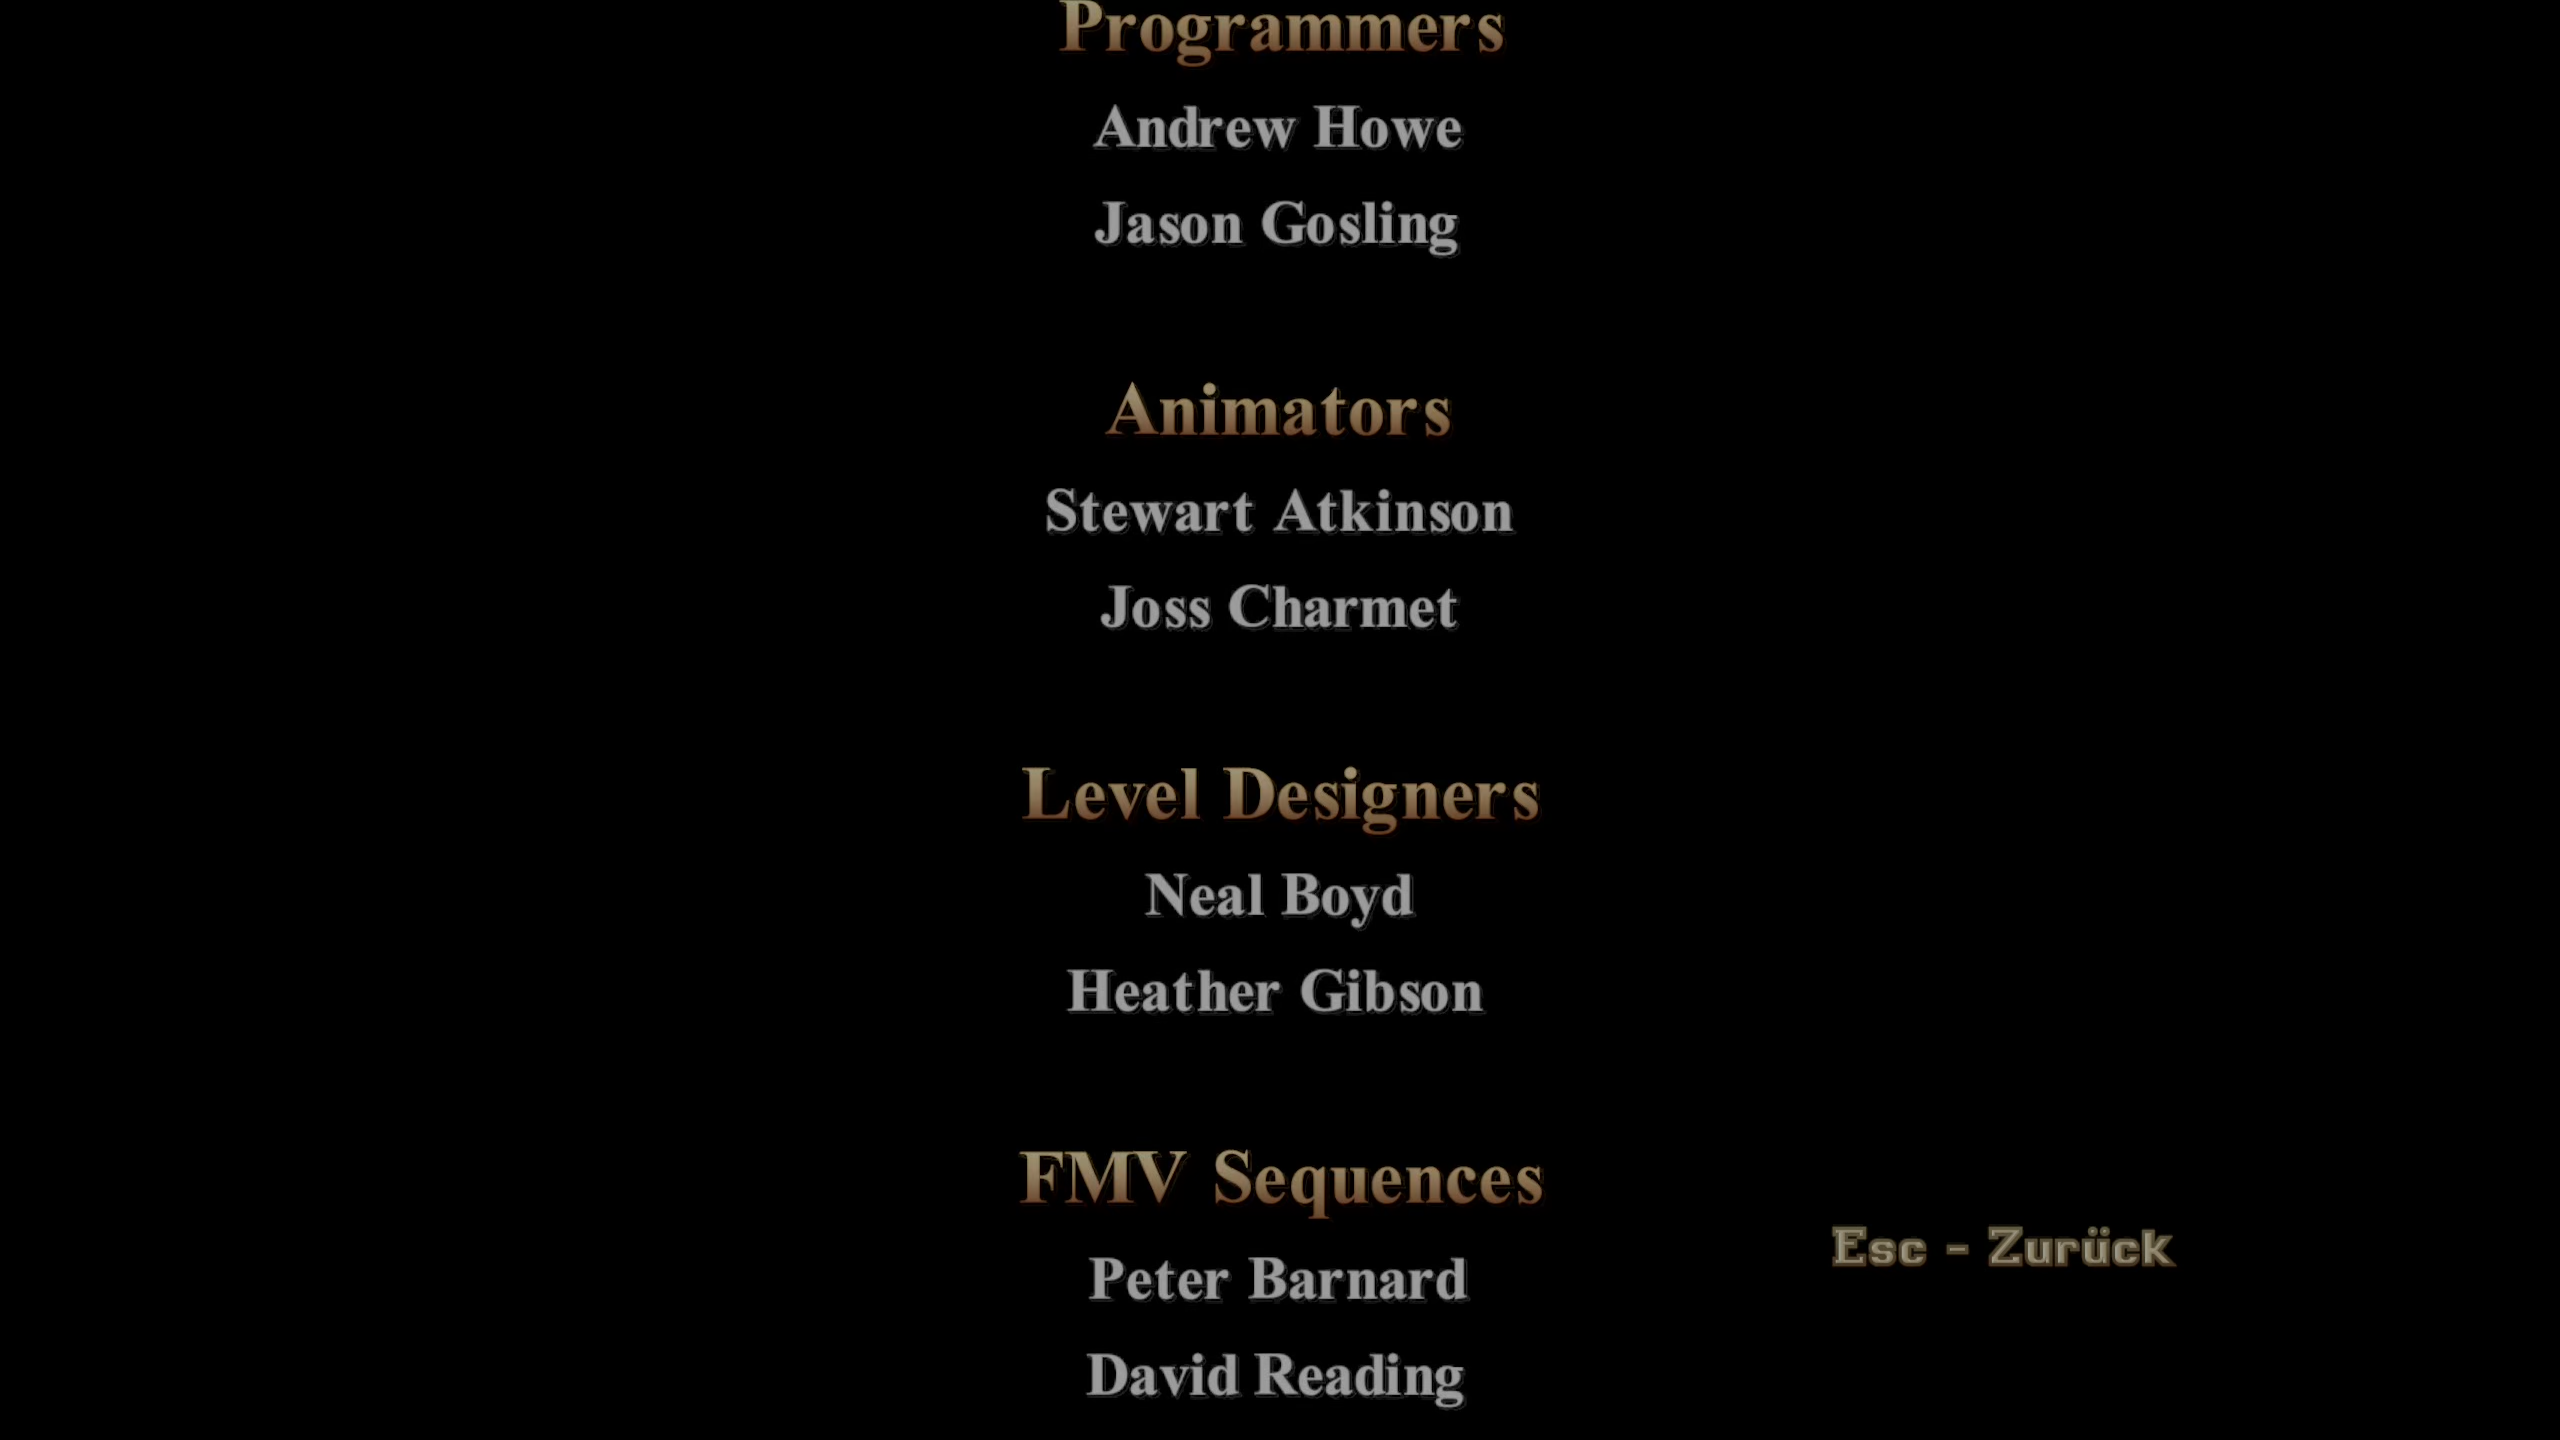 Programmers
Andrew Howe
Jason Gosling
Animators
Stewart Atkinson
Joss Charmet
Level Designers
Neal Boyd
Heather Gibson
FMV Sequences
Peter Barnard
David Reading
Esc - Zurück